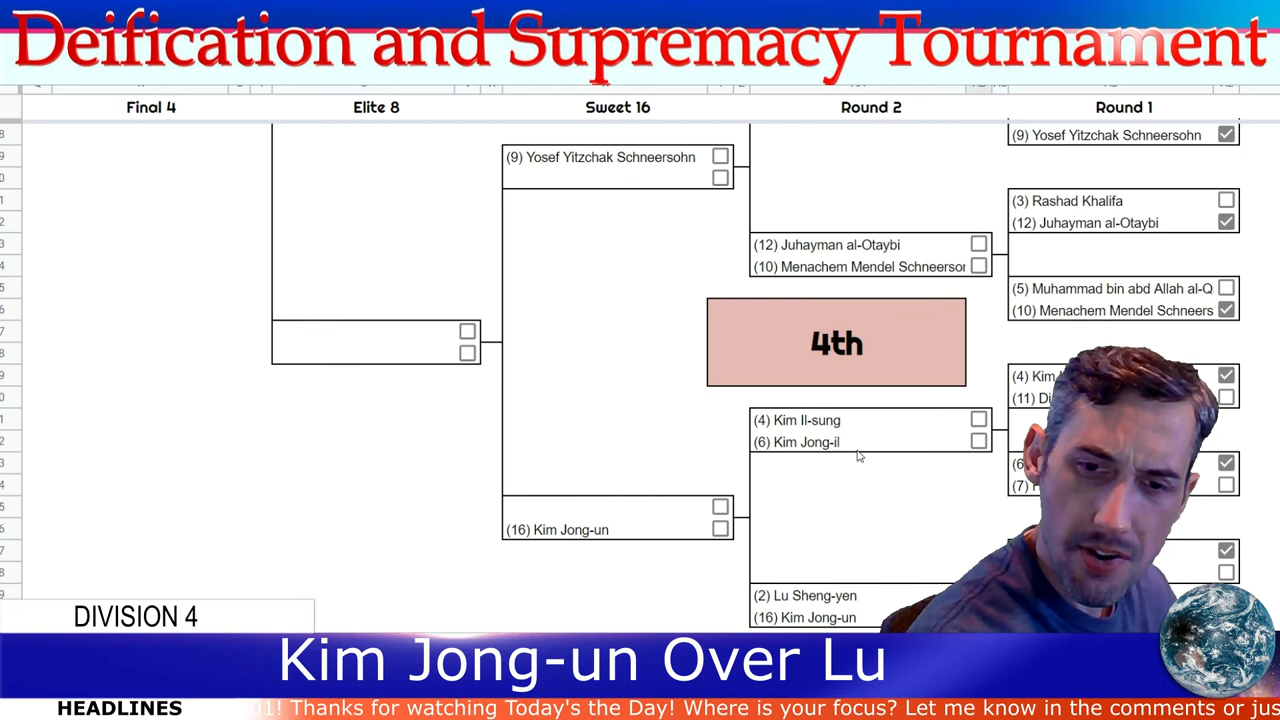 Deification and Supremacy Tournament
Final 4
Elite 8
Sweet 16
Round 2
Round 1
(9) Yosef Yitzchak Schneersohn
(9) Yosef Yitzchak Schneersohn
(3) Rashad Khalifa
(12) Juhayman al-Otaybi
(12) Juhayman al-Otaybi
(10) Menachem Mendel Schneersor
(5) Muhammad bin abd Allah al-Q
(10) Menachem Mendel Schneers
4th
(4) Kim
(11) Di
(4) Kim Il-sung
(6) Kim Jong-il
(6
(7)
(16) Kim Jong-un
(2) Lu Sheng-yen
(16) Kim Jong-un
DIVISION 4
Kim Jong-un Over Lu
HEADLINES
01! Thanks for watching Today's the Day! Where is your focus? Let me know in the comments or jus